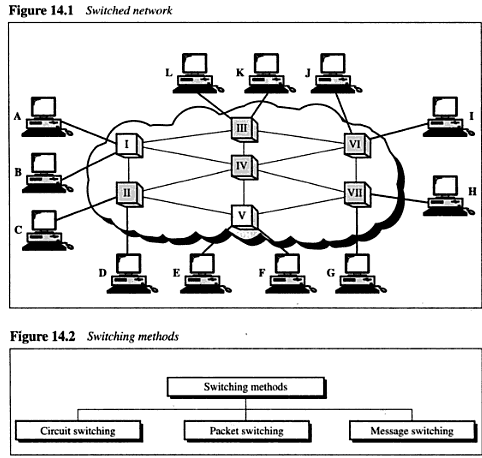 Figure 14.1 Switched network
L K J
A I
III
I VI
B IV
II VII H
C V
D E F G
Figure 14.2 Switching methods
Switching methods
Circuit switching Packet switching Message switching